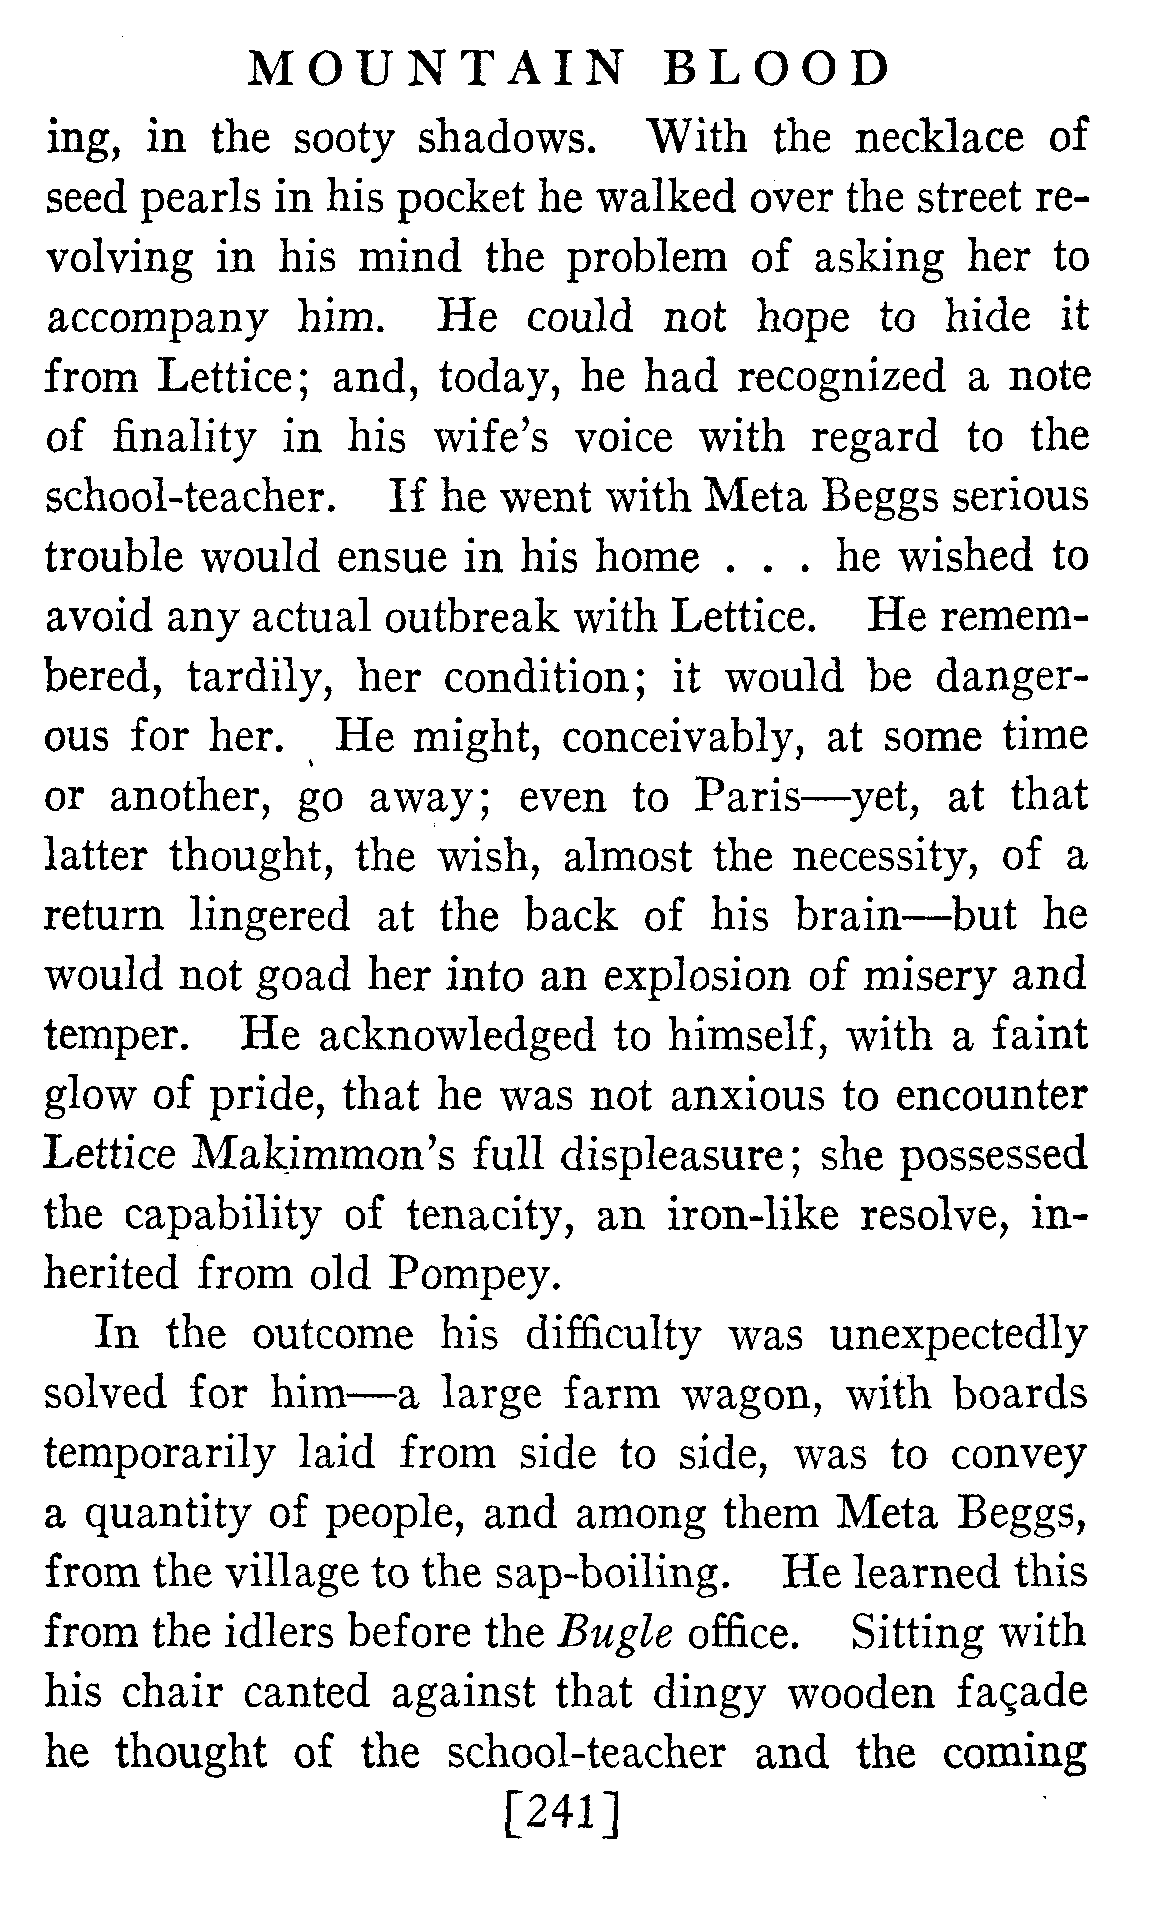 MOUNTAIN BLOOD
ing, in the sooty shadows. With the necklace of
seed pearls in his pocket he walked over the street re-
volving in his mind the problem of asking her to
accompany him. He could not hope to hide it
from Lettice; and, today, he had recognized a note
of finality in his wife's voice with regard to the
school-teacher. If he went with Meta Beggs serious
trouble would ensue in his home . . . he wished to
avoid any actual outbreak with Lettice. He remem-
bered, tardily, her condition; it would be danger-
ous for her. He might, conceivably, at some time
or another, go away; even to Paris—yet, at that
latter thought, the wish, almost the necessity, of a
return lingered at the back of his brain—but he
would not goad her into an explosion of misery and
temper. He acknowledged to himself, with a faint
glow of pride, that he was not anxious to encounter
Lettice Makimmon's full displeasure; she possessed
the capability of tenacity, an iron-like resolve, in-
herited from old Pompey.
In the outcome his difficulty was unexpectedly
solved for him—a large farm wagon, with boards
temporarily laid from side to side, was to convey
a quantity of people, and among them Meta Beggs,
from the village to the sap-boiling. He learned this
from the idlers before the Bugle office. Sitting with
his chair canted against that dingy wooden façade
he thought of the school-teacher and the coming
[241]